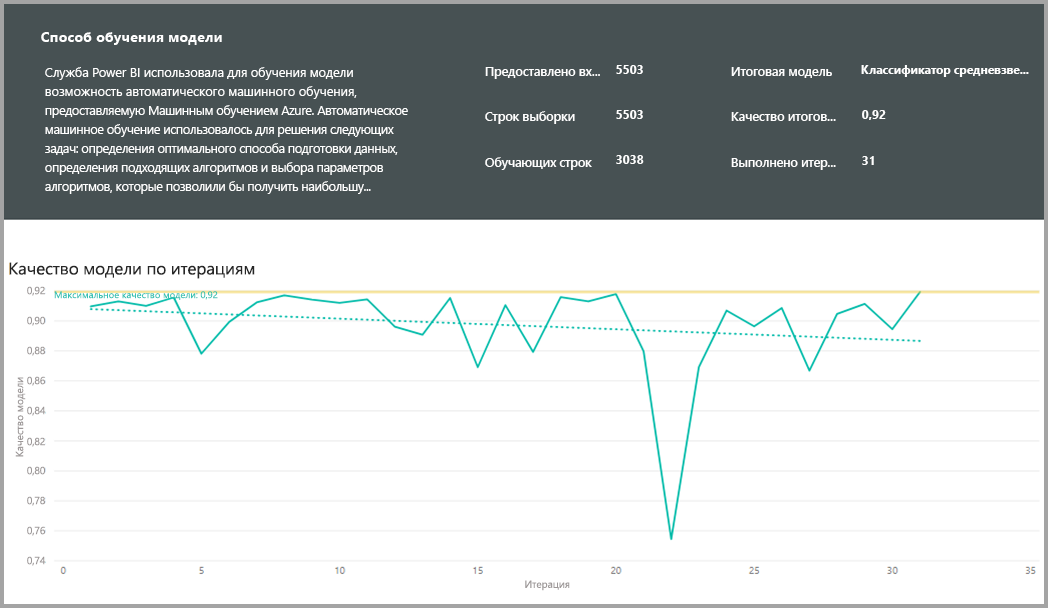 Способ обучения модели
Служба Power BI использовала для обучения модели
возможность автоматического машинного обучения,
предоставляемую Машинным обучением Azure. Автоматическое
машинное обучение использовалось для решения следующих
задач: определения оптимального способа подготовки данных,
определения подходящих алгоритмов и выбора параметров
алгоритмов, которые позволили бы получить наибольшу...
Предоставлено вх... 5503
Строк выборки 5503
Обучающих строк 3038
Итоговая модель Классификатор средневзве...
Качество итогов... 0,92
Выполнено итер... 31
Качество модели по итерациям
Максимальное качество модели: 0,92
Качество модели
0,92
0,90
0,88
0,86
0,84
0,82
0,80
0,78
0,76
0,74
0 5 10 15 20 25 30 35
Итерация